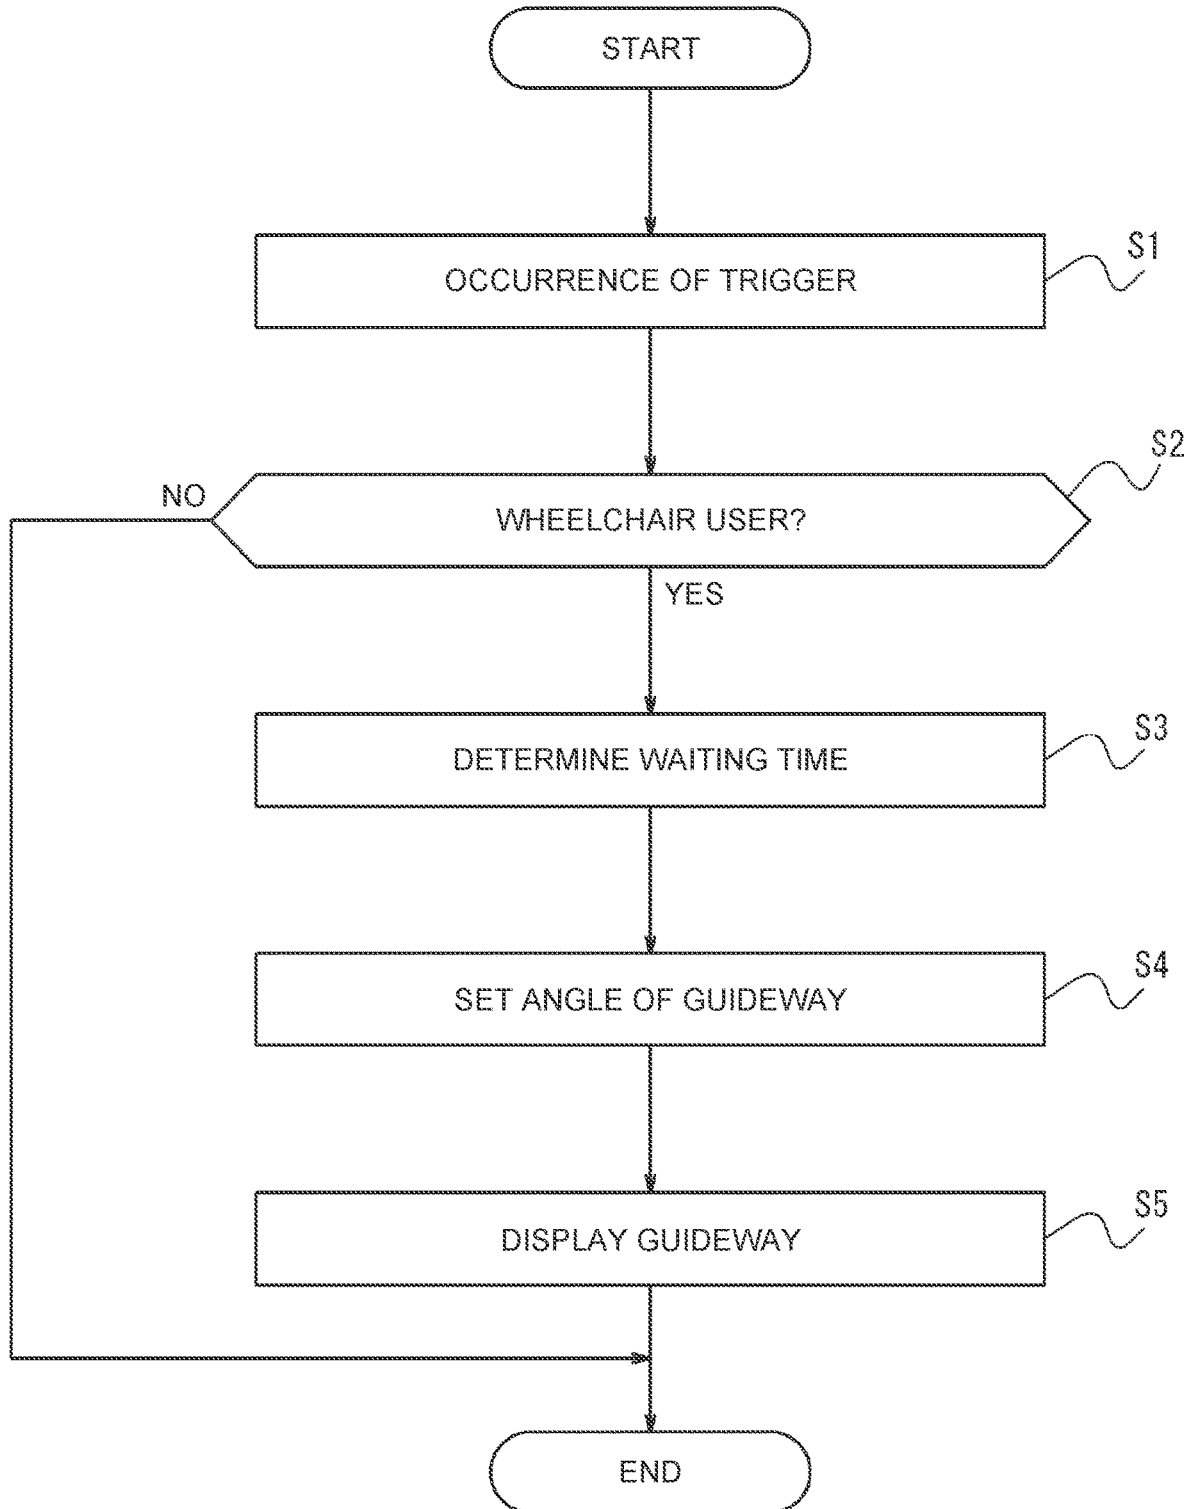 START
OCCURRENCE OF TRIGGER
S1
S2
NO
WHEELCHAIR USER?
YES
S3
DETERMINE WAITING TIME
S4
SET ANGLE OF GUIDEWAY
S5
DISPLAY GUIDEWAY
END